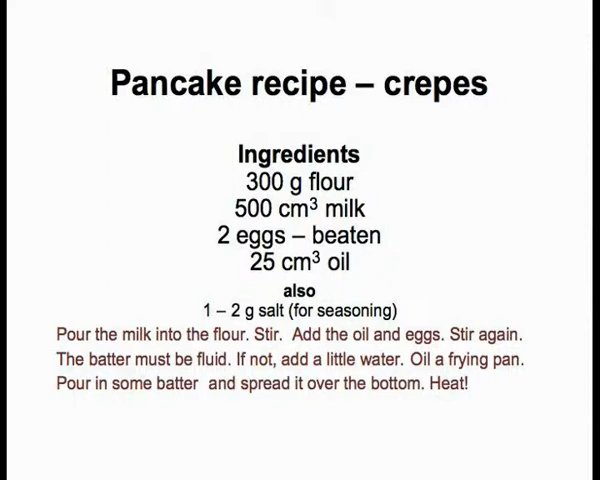 Pancake recipe – crepes
Ingredients
300 g flour
500 cm³ milk
2 eggs – beaten
25 cm³ oil
also
1 – 2 g salt (for seasoning)
Pour the milk into the flour. Stir. Add the oil and eggs. Stir again.
The batter must be fluid. If not, add a little water. Oil a frying pan.
Pour in some batter and spread it over the bottom. Heat!